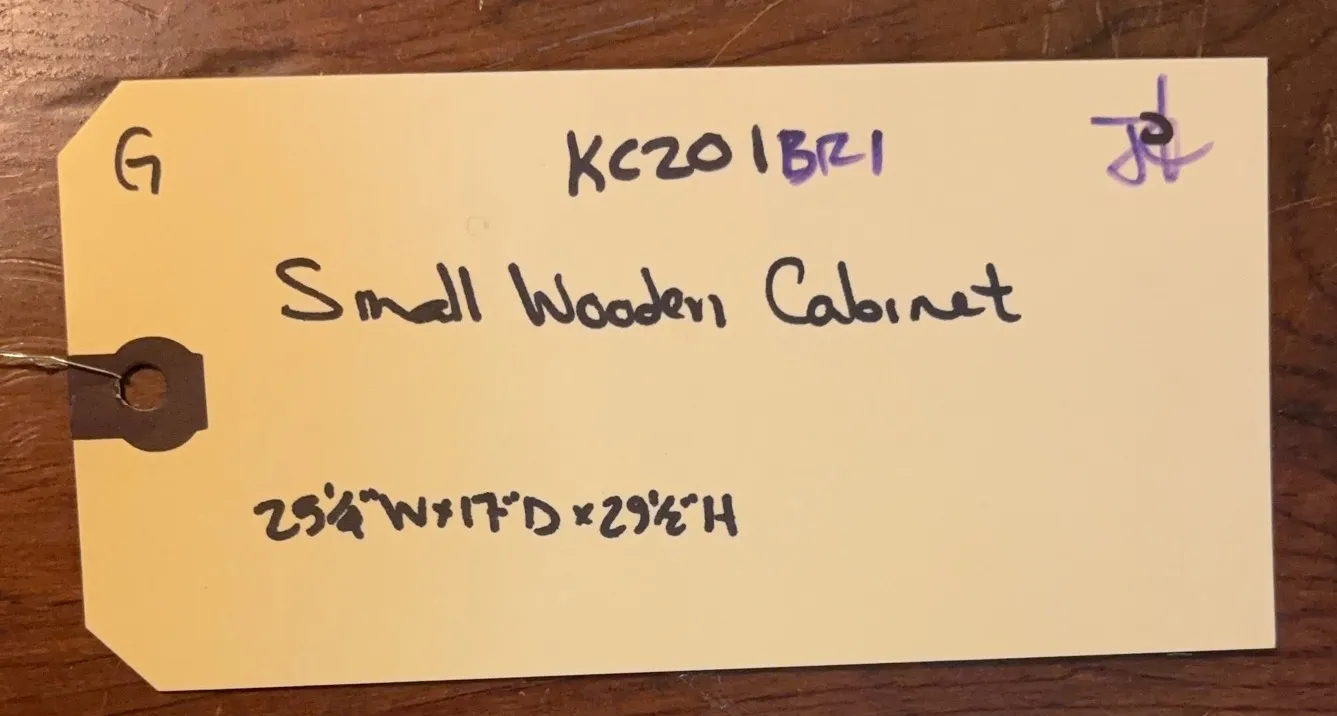 G KC201BR1
Small Wooden Cabinet
25¼"W×17"D×29½"H